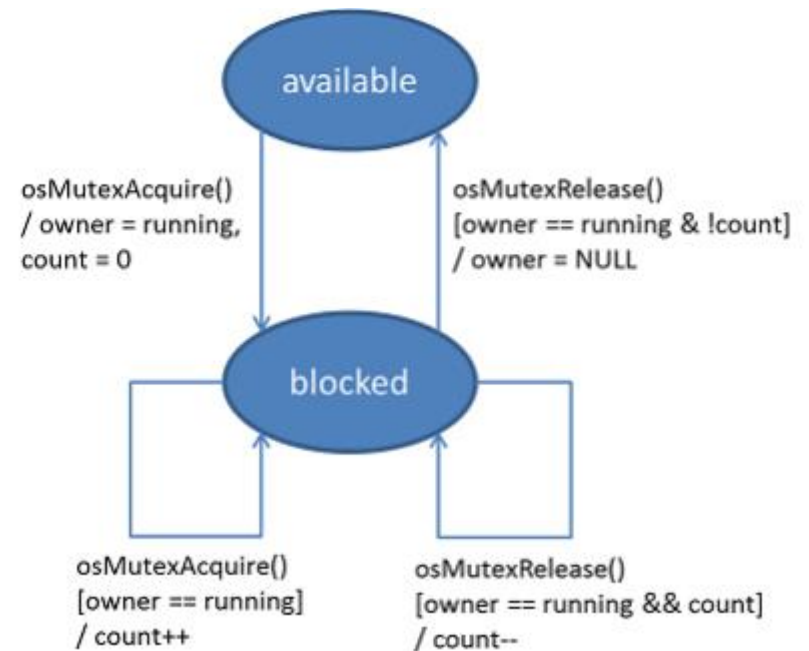 available
osMutexAcquire()
/ owner = running,
count = 0
osMutexRelease()
[owner == running & !count]
/ owner = NULL
blocked
osMutexAcquire()
[owner == running]
/ count++
osMutexRelease()
[owner == running && count]
/ count--